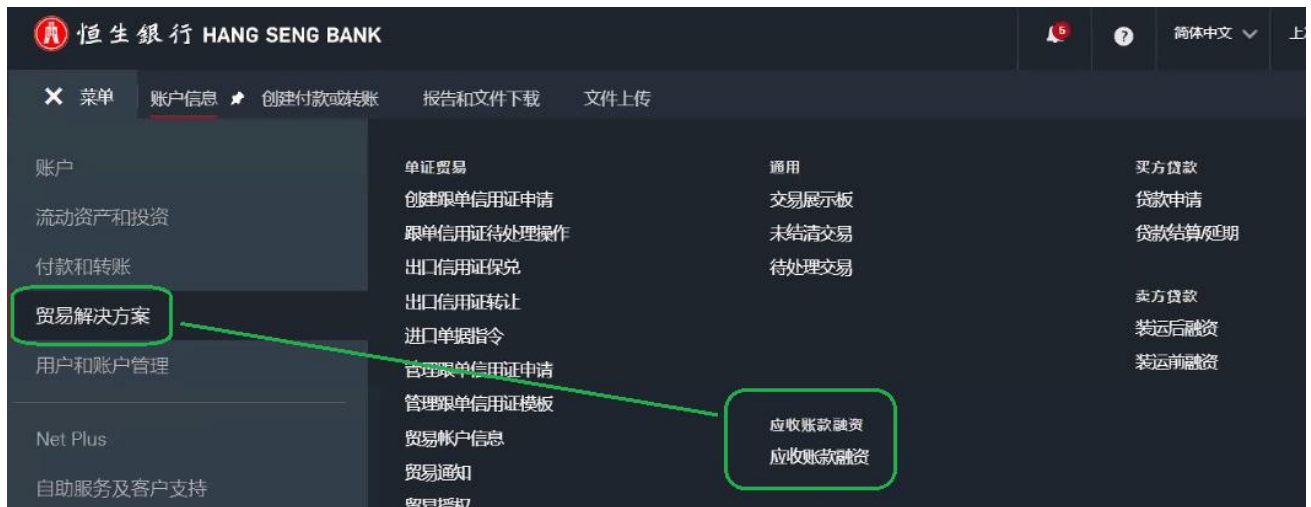 恒生銀行 HANG SENG BANK
5
?
简体中文
菜单
账户信息
创建付款或转账
报告和文件下载
文件上传
账户
流动资产和投资
付款和转账
贸易解决方案
用户和账户管理
Net Plus
自助服务及客户支持
单证贸易
创建跟单信用证申请
跟单信用证待处理操作
出口信用证保兑
出口信用证转让
进口单据指令
管理跟单信用证申请
管理跟单信用证模板
贸易帐户信息
贸易通知
贸易授权
通用
交易展示板
未结清交易
待处理交易
应收账款融资
应收账款融资
买方贷款
贷款申请
贷款结算/延期
卖方贷款
装运后融资
装运前融资